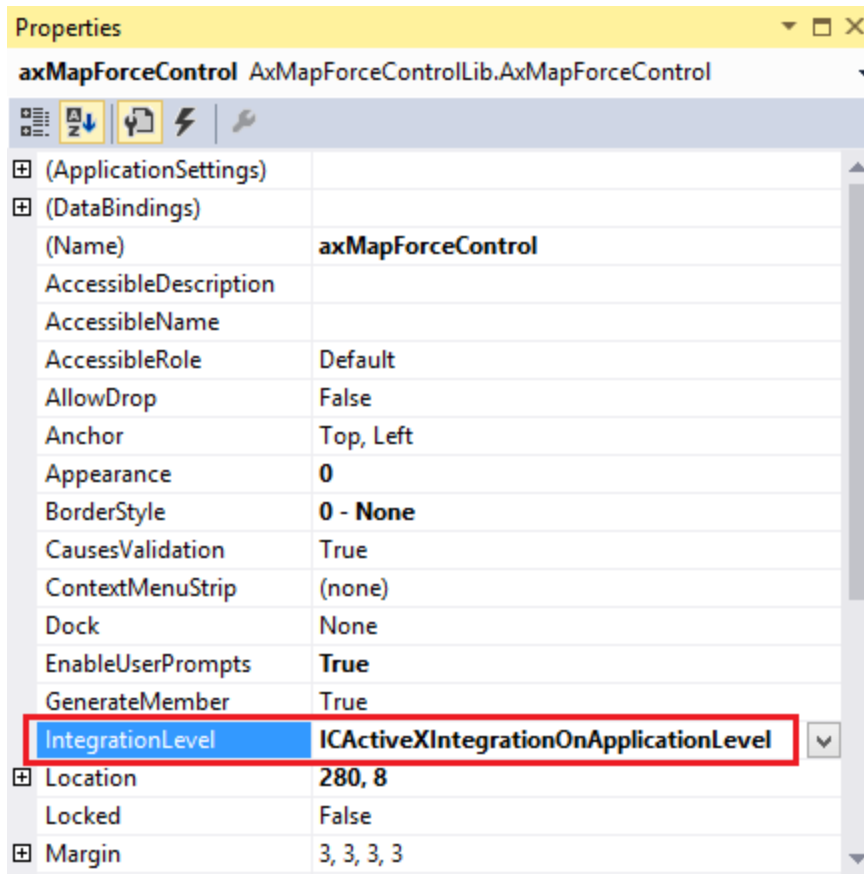 Properties
axMapForceControl AxMapForceControlLib.AxMapForceControl
(ApplicationSettings)
(DataBindings)
(Name) axMapForceControl
AccessibleDescription
AccessibleName
AccessibleRole Default
AllowDrop False
Anchor Top, Left
Appearance 0
BorderStyle 0 - None
CausesValidation True
ContextMenuStrip (none)
Dock None
EnableUserPrompts True
GenerateMember True
IntegrationLevel ICActiveXIntegrationOnApplicationLevel
Location 280, 8
Locked False
Margin 3, 3, 3, 3